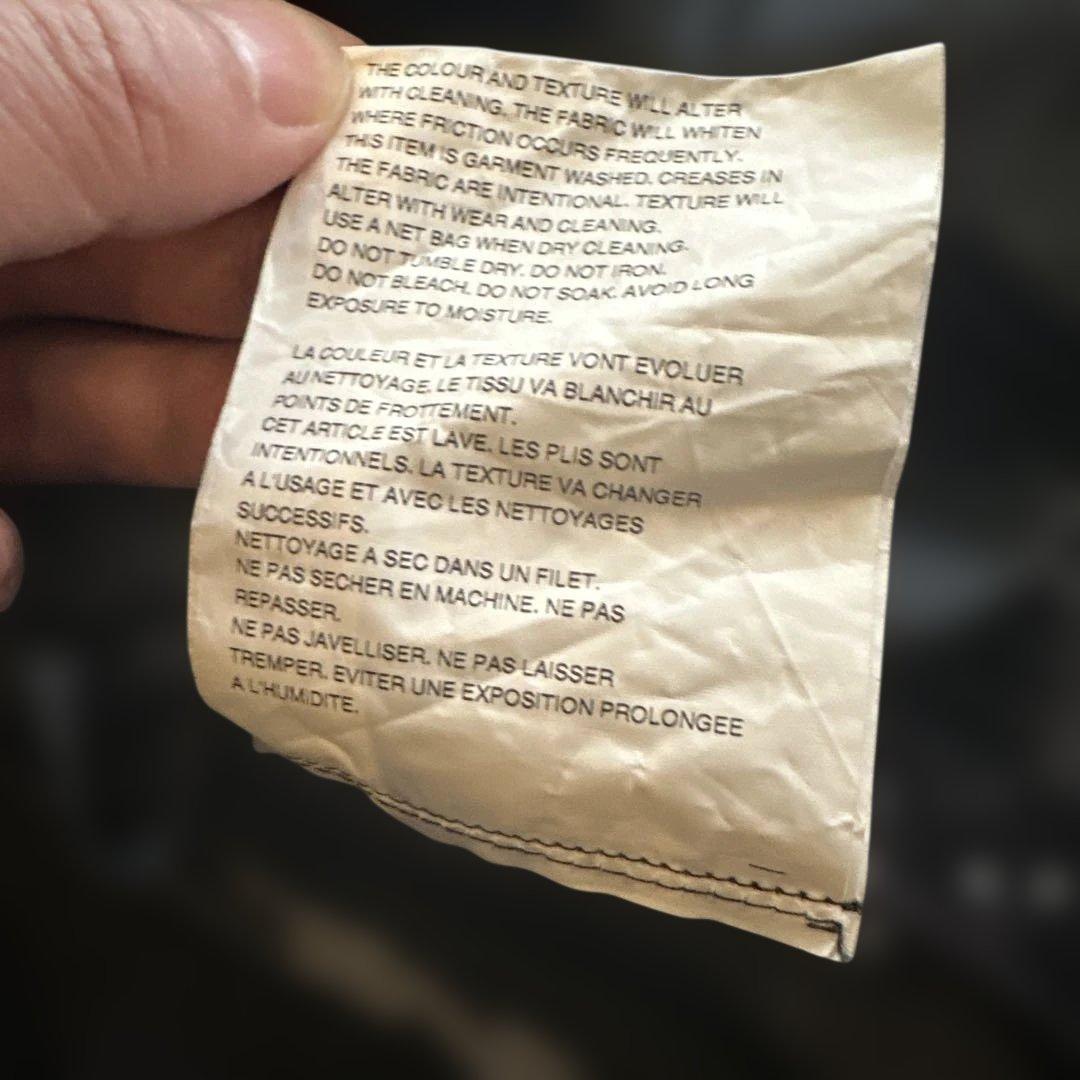 THE COLOUR AND TEXTURE WILL ALTER
WITH CLEANING. THE FABRIC WILL WHITEN
WHERE FRICTION OCCURS FREQUENTLY.
THIS ITEM IS GARMENT WASHED. CREASES IN
THE FABRIC ARE INTENTIONAL. TEXTURE WILL
ALTER WITH WEAR AND CLEANING.
USE A NET BAG WHEN DRY CLEANING.
DO NOT TUMBLE DRY. DO NOT IRON.
DO NOT BLEACH. DO NOT SOAK. AVOID LONG
EXPOSURE TO MOISTURE.
LA COULEUR ET LA TEXTURE VONT EVOLUER
AU NETTOYAGE. LE TISSU VA BLANCHIR AU
POINTS DE FROTTEMENT.
CET ARTICLE EST LAVE. LES PLIS SONT
INTENTIONNELS. LA TEXTURE VA CHANGER
A L'USAGE ET AVEC LES NETTOYAGES
SUCCESSIFS.
NETTOYAGE A SEC DANS UN FILET.
NE PAS SECHER EN MACHINE. NE PAS
REPASSER.
NE PAS JAVELLISER. NE PAS LAISSER
TREMPER. EVITER UNE EXPOSITION PROLONGEE
A L'HUMIDITE.